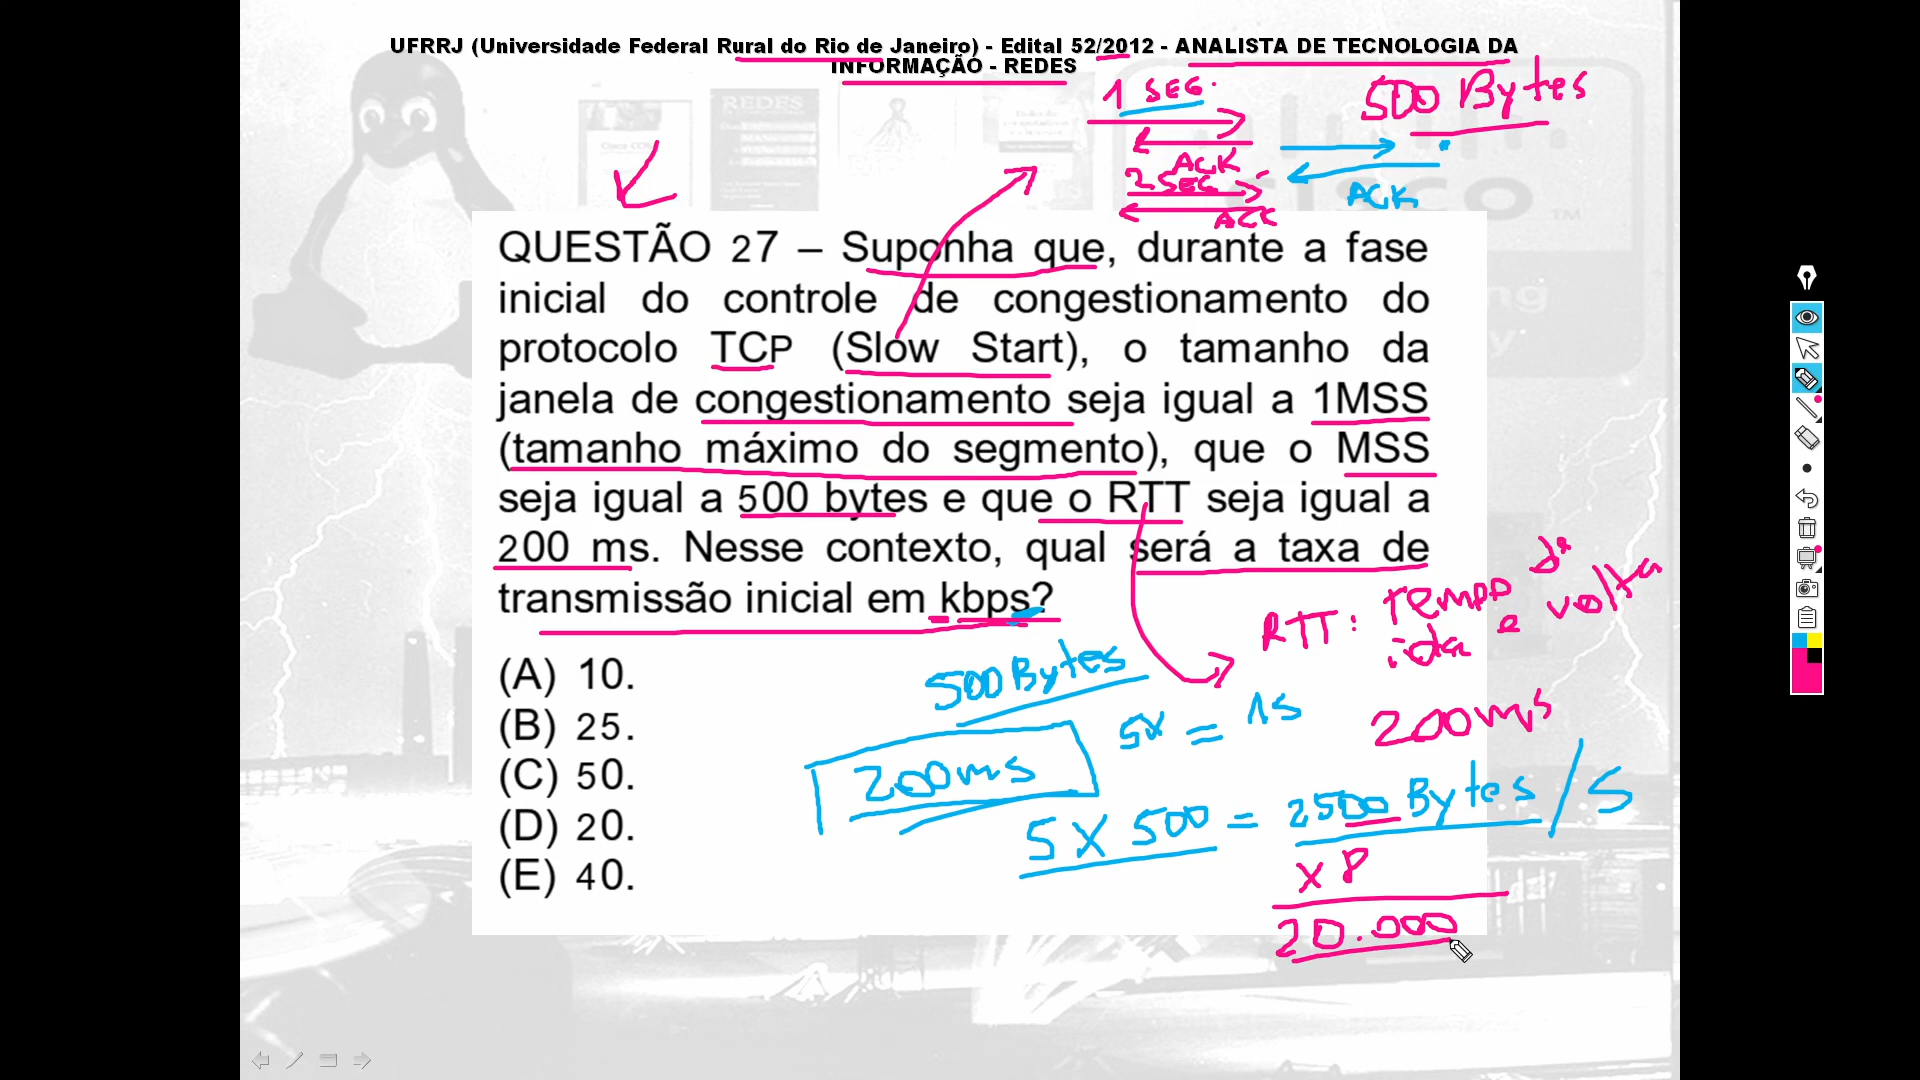 UFRRJ (Universidade Federal Rural do Rio de Janeiro) - Edital 52/2012 - ANALISTA DE TECNOLOGIA DA
INFORMAÇÃO - REDES
1 SEG.
500 Bytes
ACK
2 SEG
ACK
ACK
REDES
CISCO
TM
QUESTÃO 27 – Suponha que, durante a fase
inicial do controle de congestionamento do
protocolo TCP (Slow Start), o tamanho da
janela de congestionamento seja igual a 1MSS
(tamanho máximo do segmento), que o MSS
seja igual a 500 bytes e que o RTT seja igual a
200 ms. Nesse contexto, qual será a taxa de
transmissão inicial em kbps?
(A) 10.
(B) 25.
(C) 50.
(D) 20.
(E) 40.
RTT: Tempo de
ida e volta
200ms
500 Bytes
200ms
5x = 1s
5 x 500 = 2500 Bytes / S
x 8
20.000